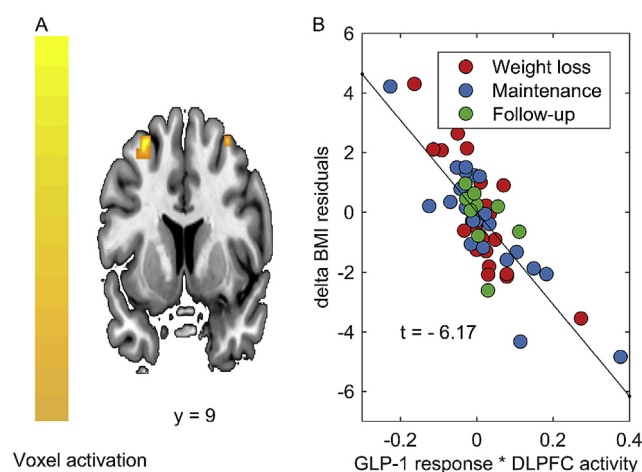 A
y = 9
Voxel activation
B
Weight loss
Maintenance
Follow-up
6
4
2
0
-2
-4
-6
delta BMI residuals
t = - 6.17
-0.2
0
0.2
0.4
GLP-1 response * DLPFC activity